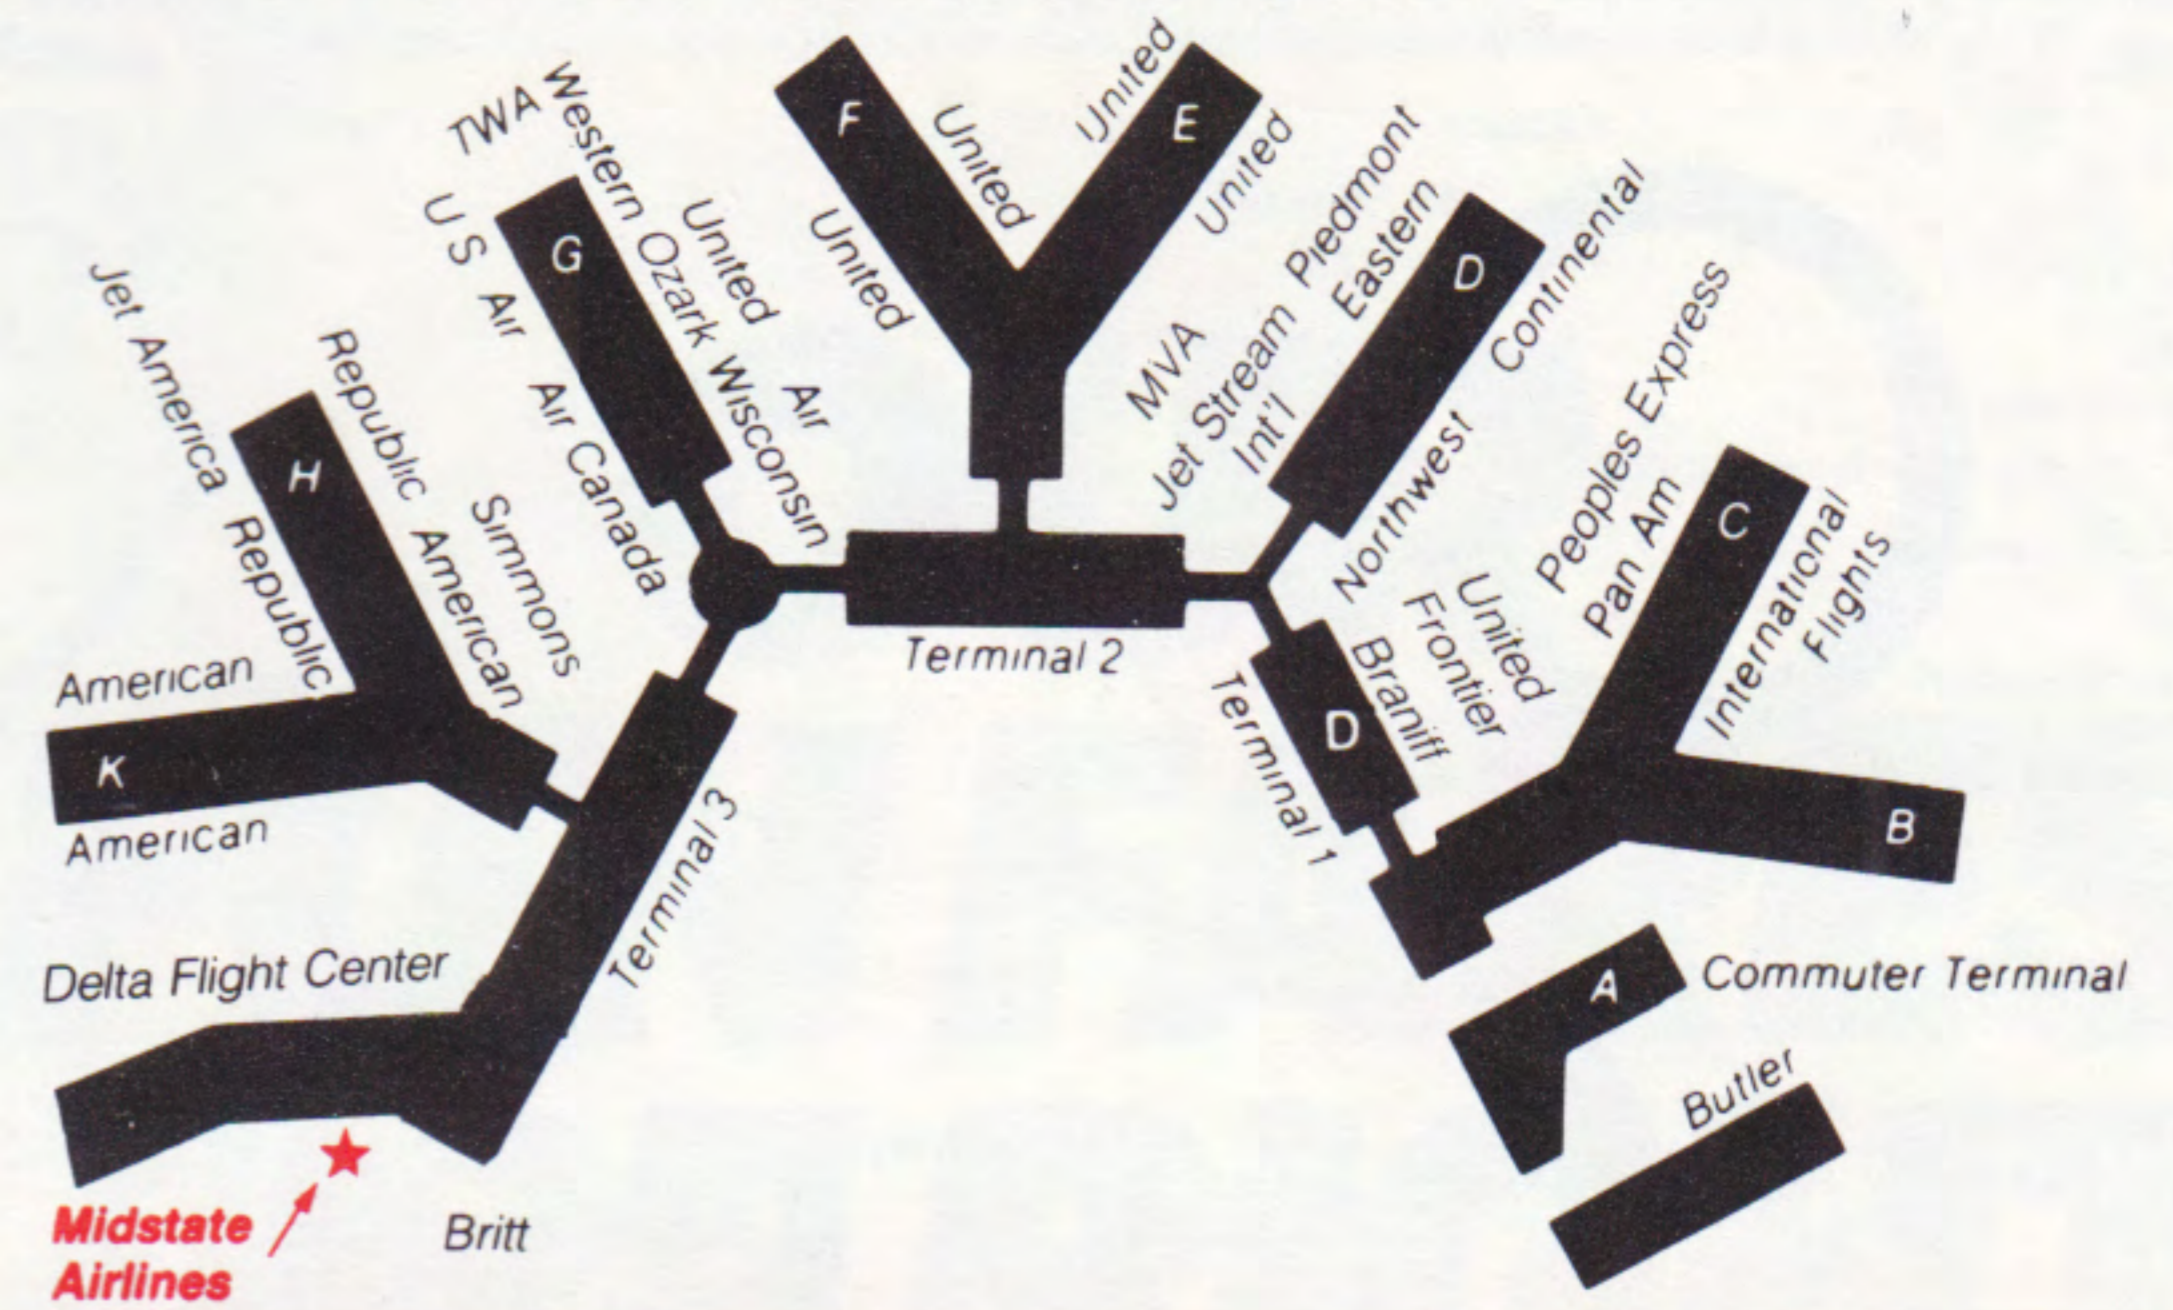 TWA
Western Ozark Wisconsin
United Air
G
U S Air Air Canada
F
United
United
United
E
United
MVA
Jet Stream Piedmont
Int'l Eastern
D
Continental
Northwest
Jet America Republic
Republic American
Simmons
H
American
K
American
Terminal 2
Terminal 3
Terminal 1
D
Braniff
Frontier
United
Peoples Express
Pan Am
C
International
Flights
B
Delta Flight Center
A
Commuter Terminal
Butler
Midstate
Airlines
Britt